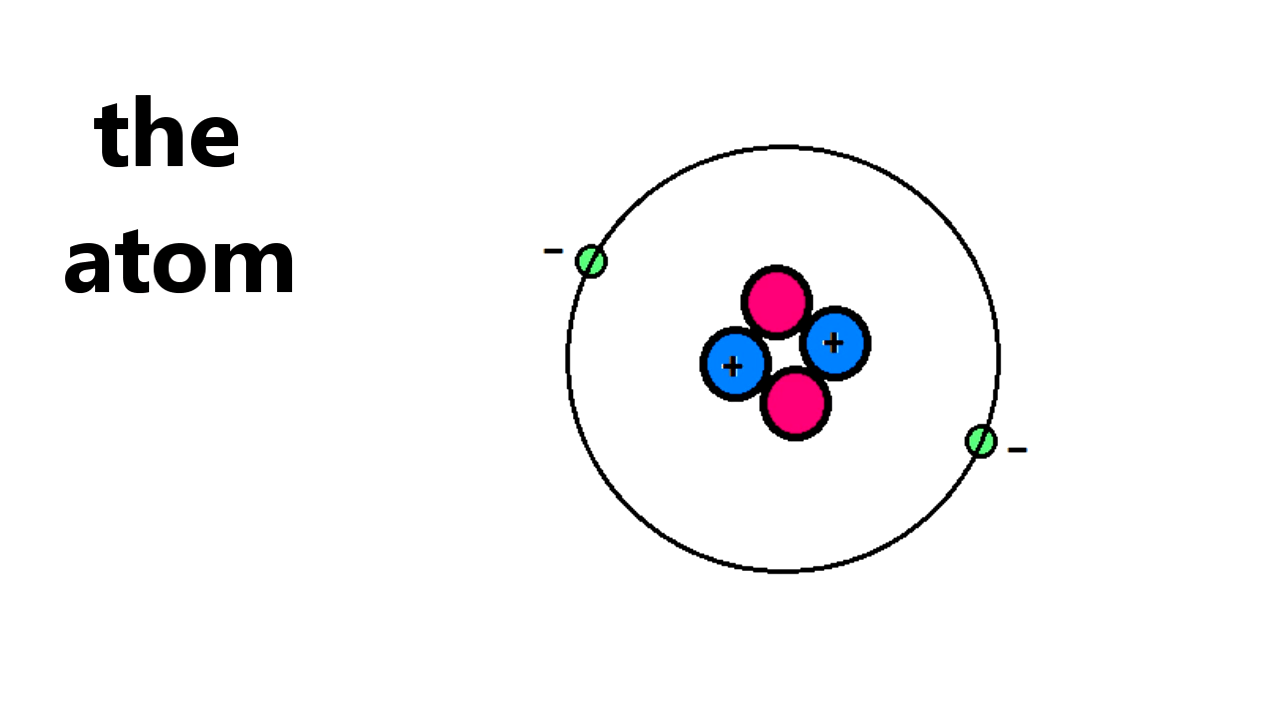 the
atom
-
+
+
-